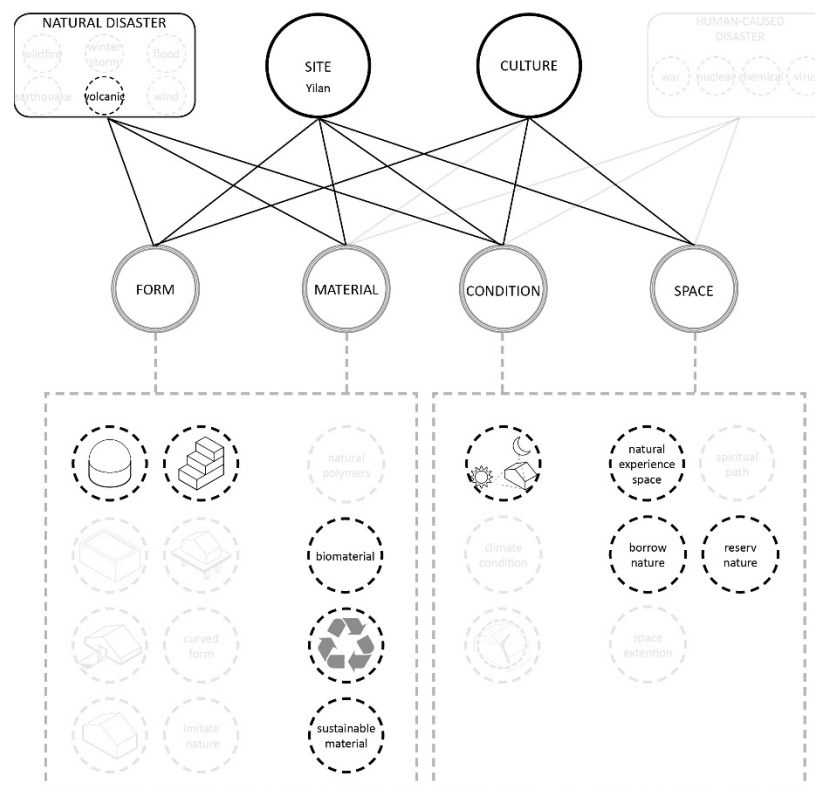 NATURAL DISASTER
wildfire
winter
storm
flood
earthquake
volcanic
wind
SITE
Yilan
CULTURE
HUMAN-CAUSED
DISASTER
war
nuclear
chemical
virus
FORM
MATERIAL
CONDITION
SPACE
natural
polymers
natural
experience
space
spiritual
path
biomaterial
climate
condition
borrow
nature
reserv
nature
curved
form
space
extention
imitate
nature
sustainable
material